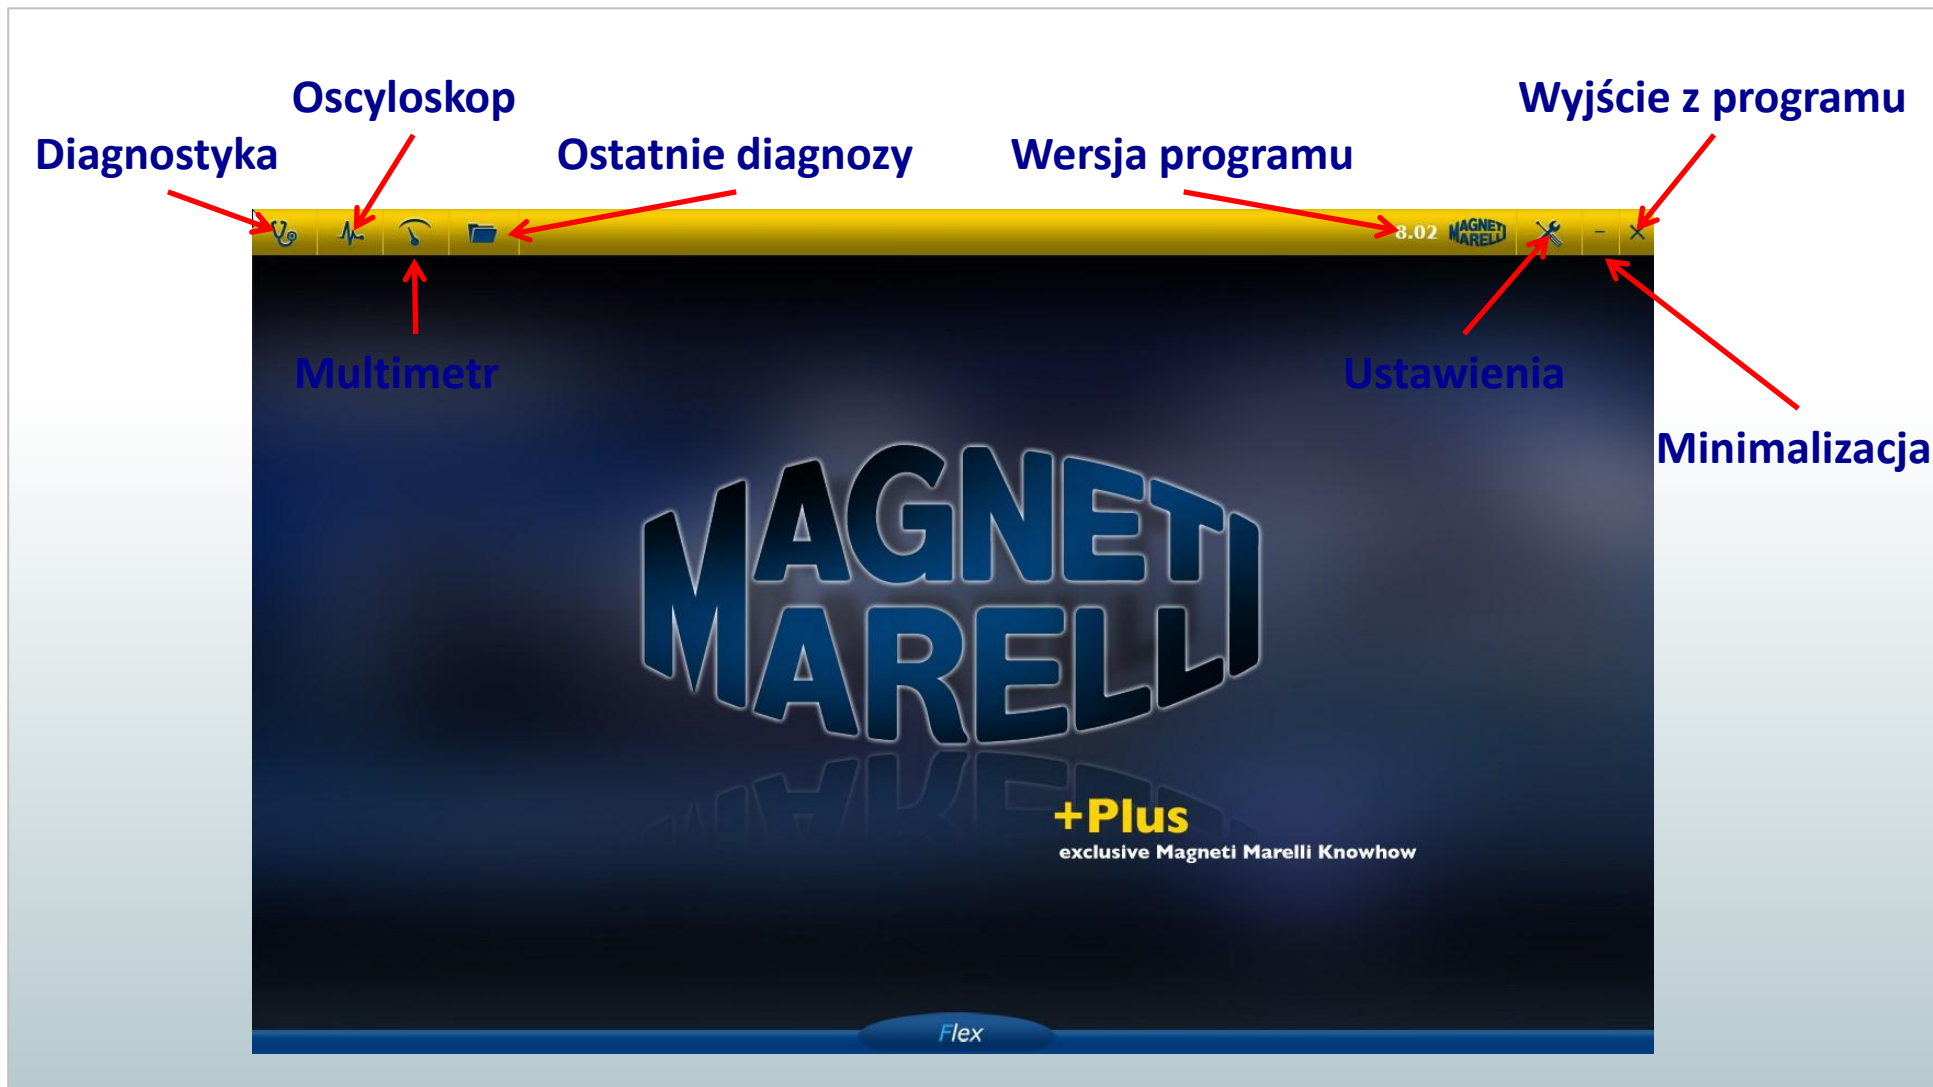 Oscyloskop
Wyjście z programu
Diagnostyka
Ostatnie diagnozy
Wersja programu
8.02
MAGNETI
MARELLI
Multimetr
Ustawienia
Minimalizacja
MAGNETI
MARELLI
+Plus
exclusive Magneti Marelli Knowhow
Flex